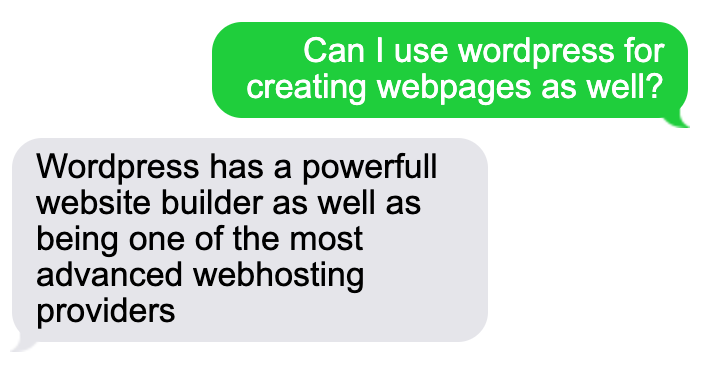 Can I use wordpress for
creating webpages as well?
Wordpress has a powerfull
website builder as well as
being one of the most
advanced webhosting
providers